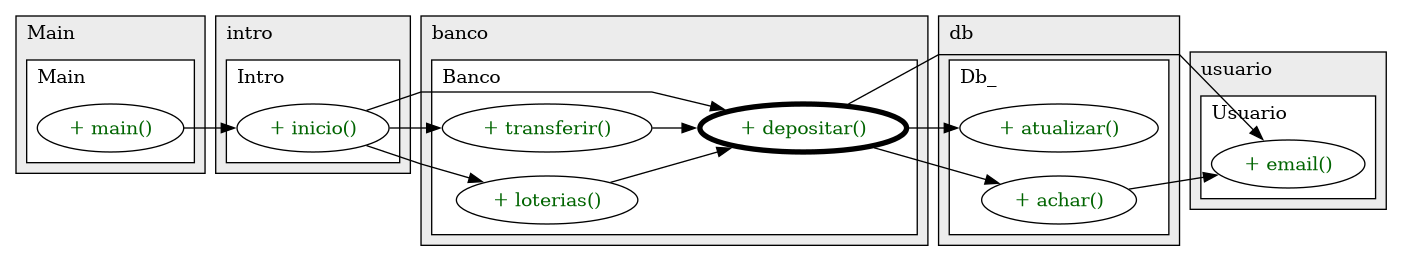 Main
Main
+ main()
intro
Intro
+ inicio()
banco
Banco
+ transferir()
+ loterias()
+ depositar()
db
Db_
+ atualizar()
+ achar()
usuario
Usuario
+ email()